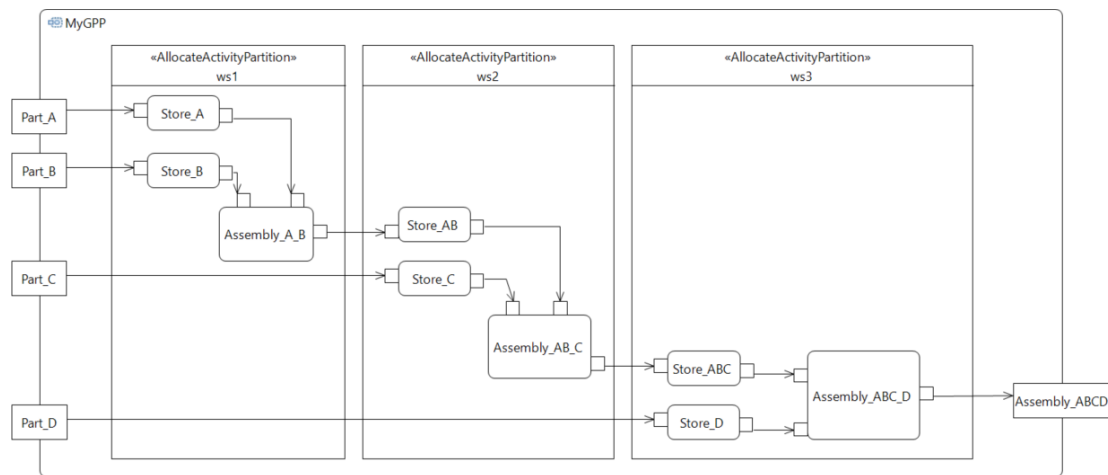 MyGPP
«AllocateActivityPartition»
ws1
«AllocateActivityPartition»
ws2
«AllocateActivityPartition»
ws3
Part_A
Store_A
Part_B
Store_B
Assembly_A_B
Store_AB
Part_C
Store_C
Assembly_AB_C
Store_ABC
Assembly_ABC_D
Assembly_ABCD
Part_D
Store_D